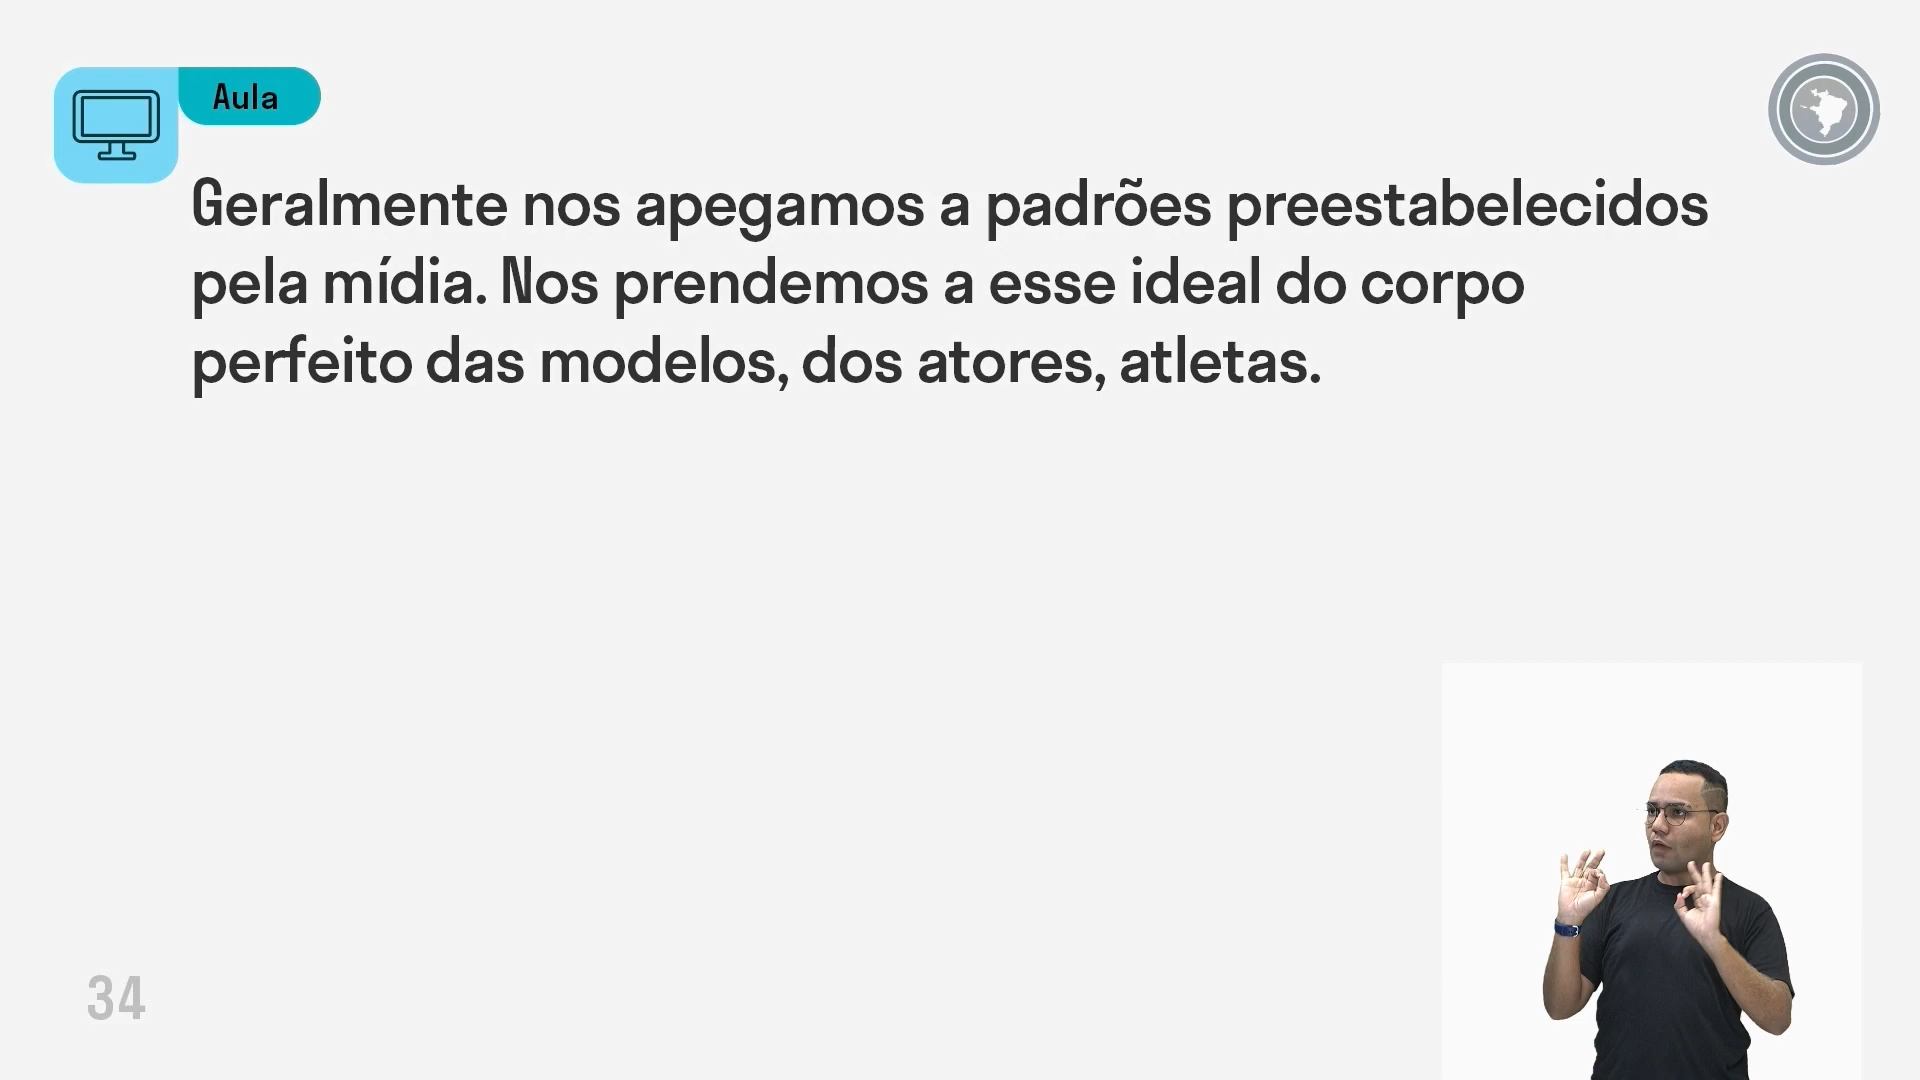 Aula
Geralmente nos apegamos a padrões preestabelecidos
pela mídia. Nos prendemos a esse ideal do corpo
perfeito das modelos, dos atores, atletas.
34